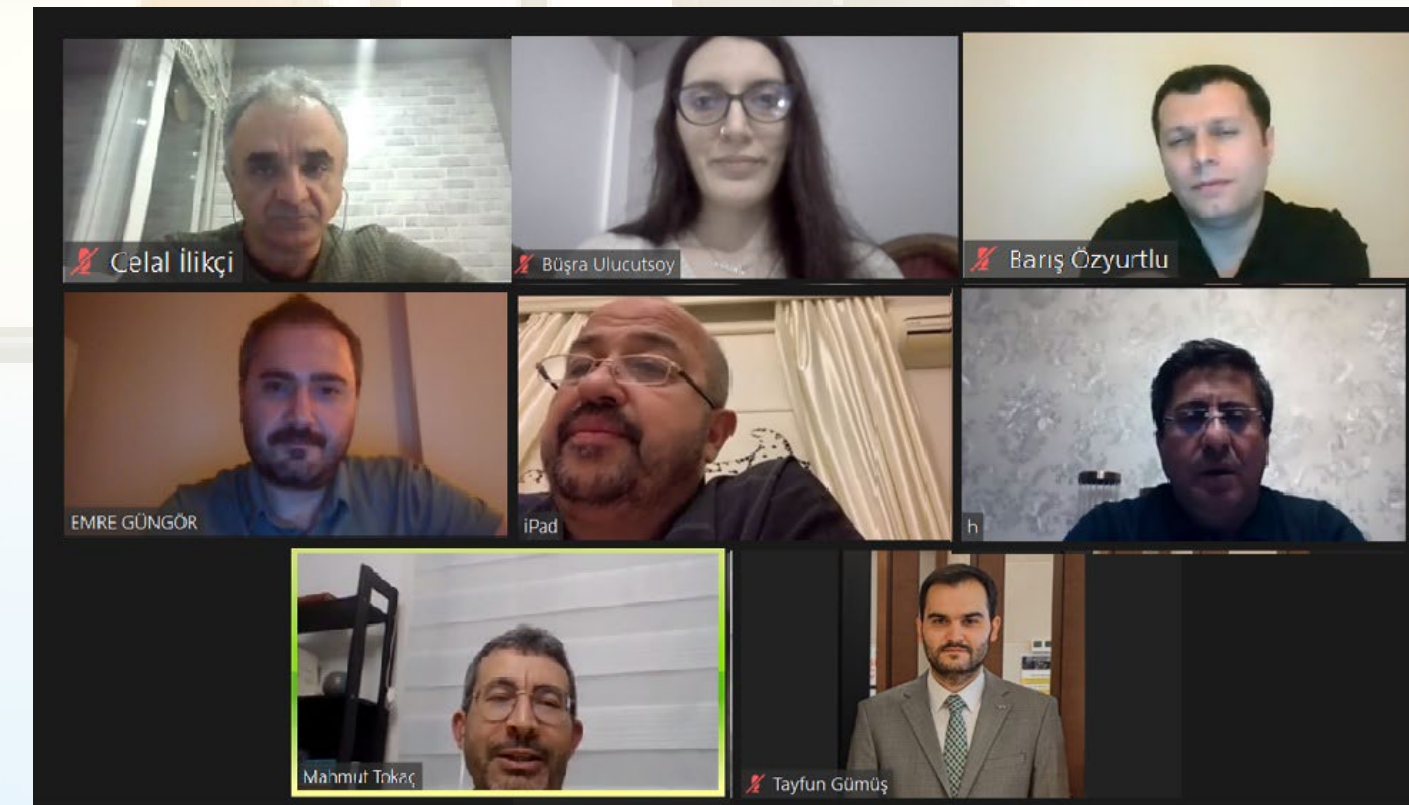 Celal İlikçi
Büşra Ulucutsoy
Barış Özyurtlu
EMRE GÜNGÖR
iPad
h
Mahmut Tokaç
Tayfun Gümüş